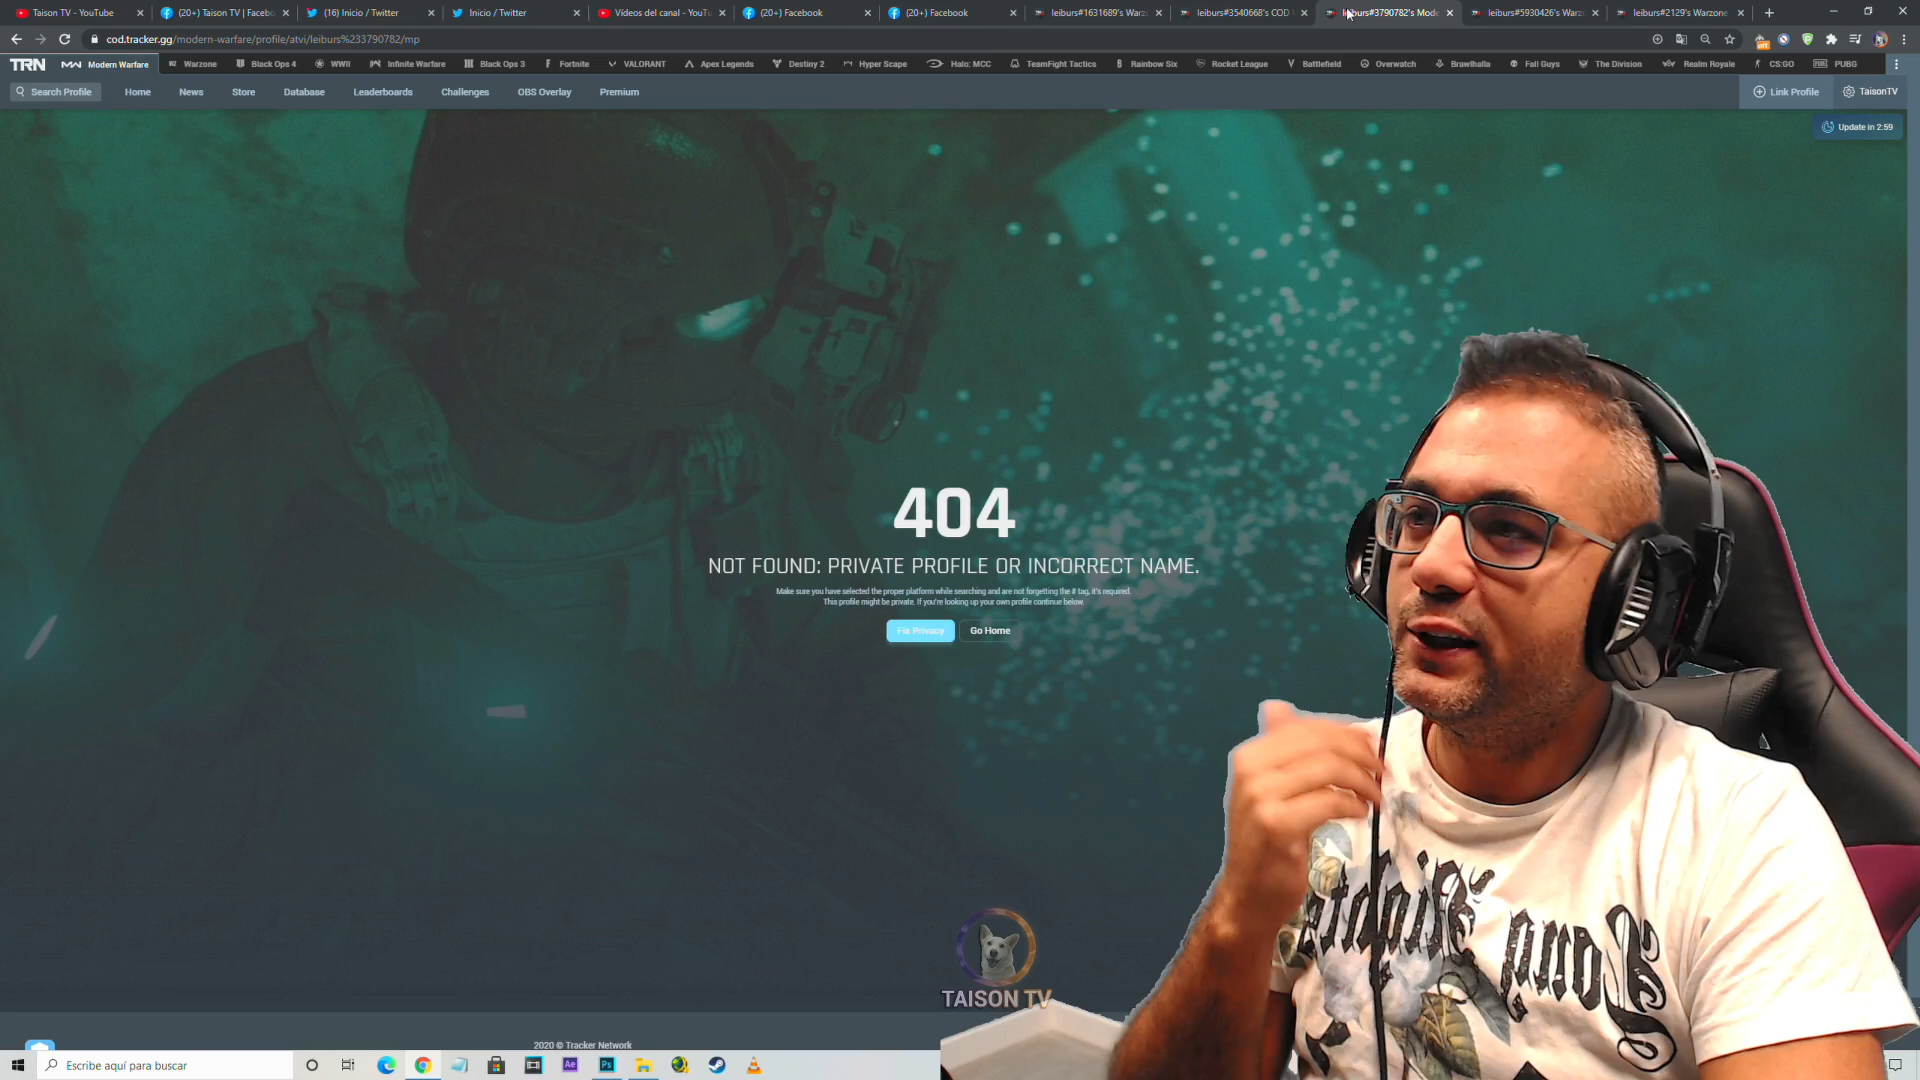 Taison TV - YouTube
(20+) Taison TV | Facebo
(16) Inicio / Twitter
Inicio / Twitter
Vídeos del canal - YouTu
(20+) Facebook
(20+) Facebook
leiburs#1631689's Warz
leiburs#3540668's COD
leiburs#3790782's Mode
leiburs#5930426's Warz
leiburs#2129's Warzone
cod.tracker.gg/modern-warfare/profile/atvi/leiburs%233790782/mp
TRN
Modern Warfare
Warzone
Black Ops 4
WWII
Infinite Warfare
Black Ops 3
Fortnite
VALORANT
Apex Legends
Destiny 2
Hyper Scape
Halo: MCC
TeamFight Tactics
Rainbow Six
Rocket League
Battlefield
Overwatch
Brawlhalla
Fall Guys
The Division
Realm Royale
CS:GO
PUBG
Search Profile
Home
News
Store
Database
Leaderboards
Challenges
OBS Overlay
Premium
Link Profile
TaisonTV
Update in 2:59
404
NOT FOUND: PRIVATE PROFILE OR INCORRECT NAME.
Make sure you have selected the proper platform while searching and are not forgetting the # tag, it's required.
This profile might be private. If you're looking up your own profile continue below.
Fix Privacy
Go Home
TAISON TV
2020 © Tracker Network
Escribe aquí para buscar
Ae
Ps